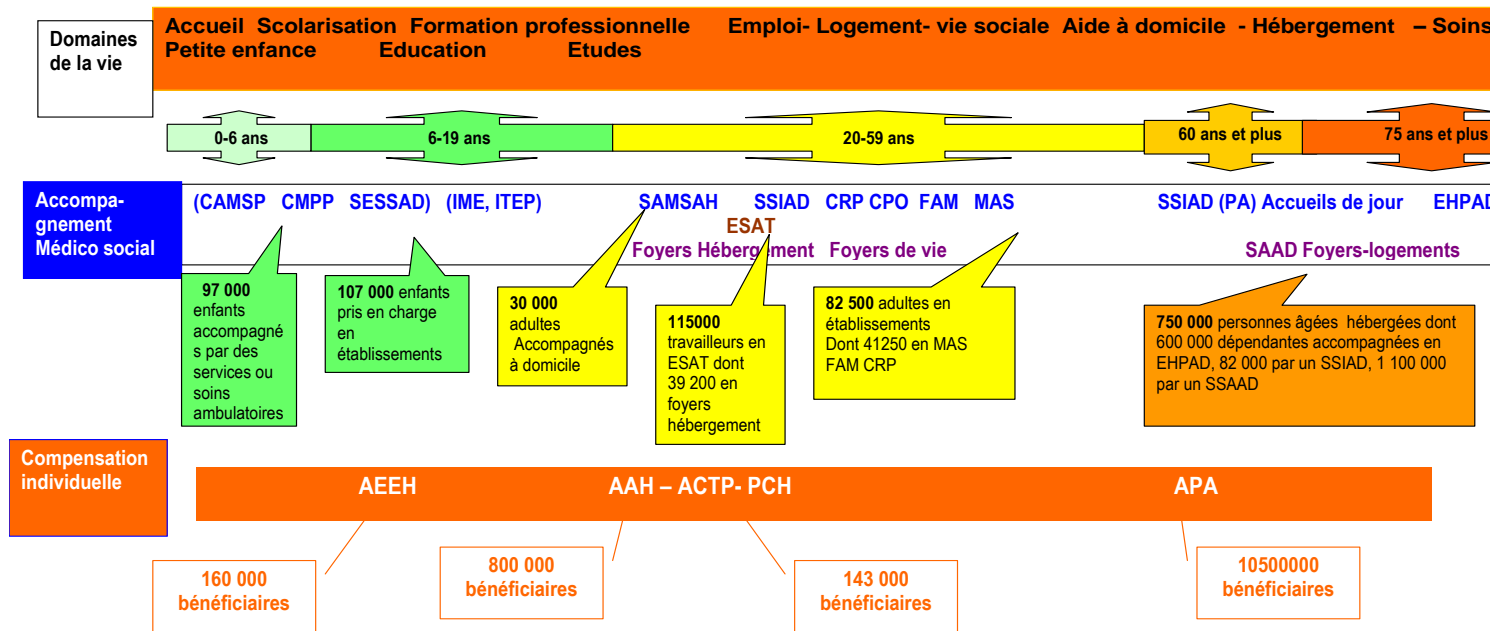 Domaines
de la vie
Accueil Scolarisation Formation professionnelle Emploi- Logement- vie sociale Aide à domicile - Hébergement – Soins
Petite enfance Education Etudes
0-6 ans 6-19 ans 20-59 ans 60 ans et plus 75 ans et plus
Accompa-
gnement
Médico social
(CAMSP CMPP SESSAD) (IME, ITEP) SAMSAH SSIAD CRP CPO FAM MAS SSIAD (PA) Accueils de jour EHPAD
ESAT
Foyers Hébergement Foyers de vie SAAD Foyers-logements
97 000
enfants
accompagné
s par des
services ou
soins
ambulatoires
107 000 enfants
pris en charge
en
établissements
30 000
adultes
Accompagnés
à domicile
115000
travailleurs en
ESAT dont
39 200 en
foyers
hébergement
82 500 adultes en
établissements
Dont 41250 en MAS
FAM CRP
750 000 personnes âgées hébergées dont
600 000 dépendantes accompagnées en
EHPAD, 82 000 par un SSIAD, 1 100 000
par un SSAAD
Compensation
individuelle
AEEH AAH – ACTP- PCH APA
160 000
bénéficiaires
800 000
bénéficiaires
143 000
bénéficiaires
10500000
bénéficiaires